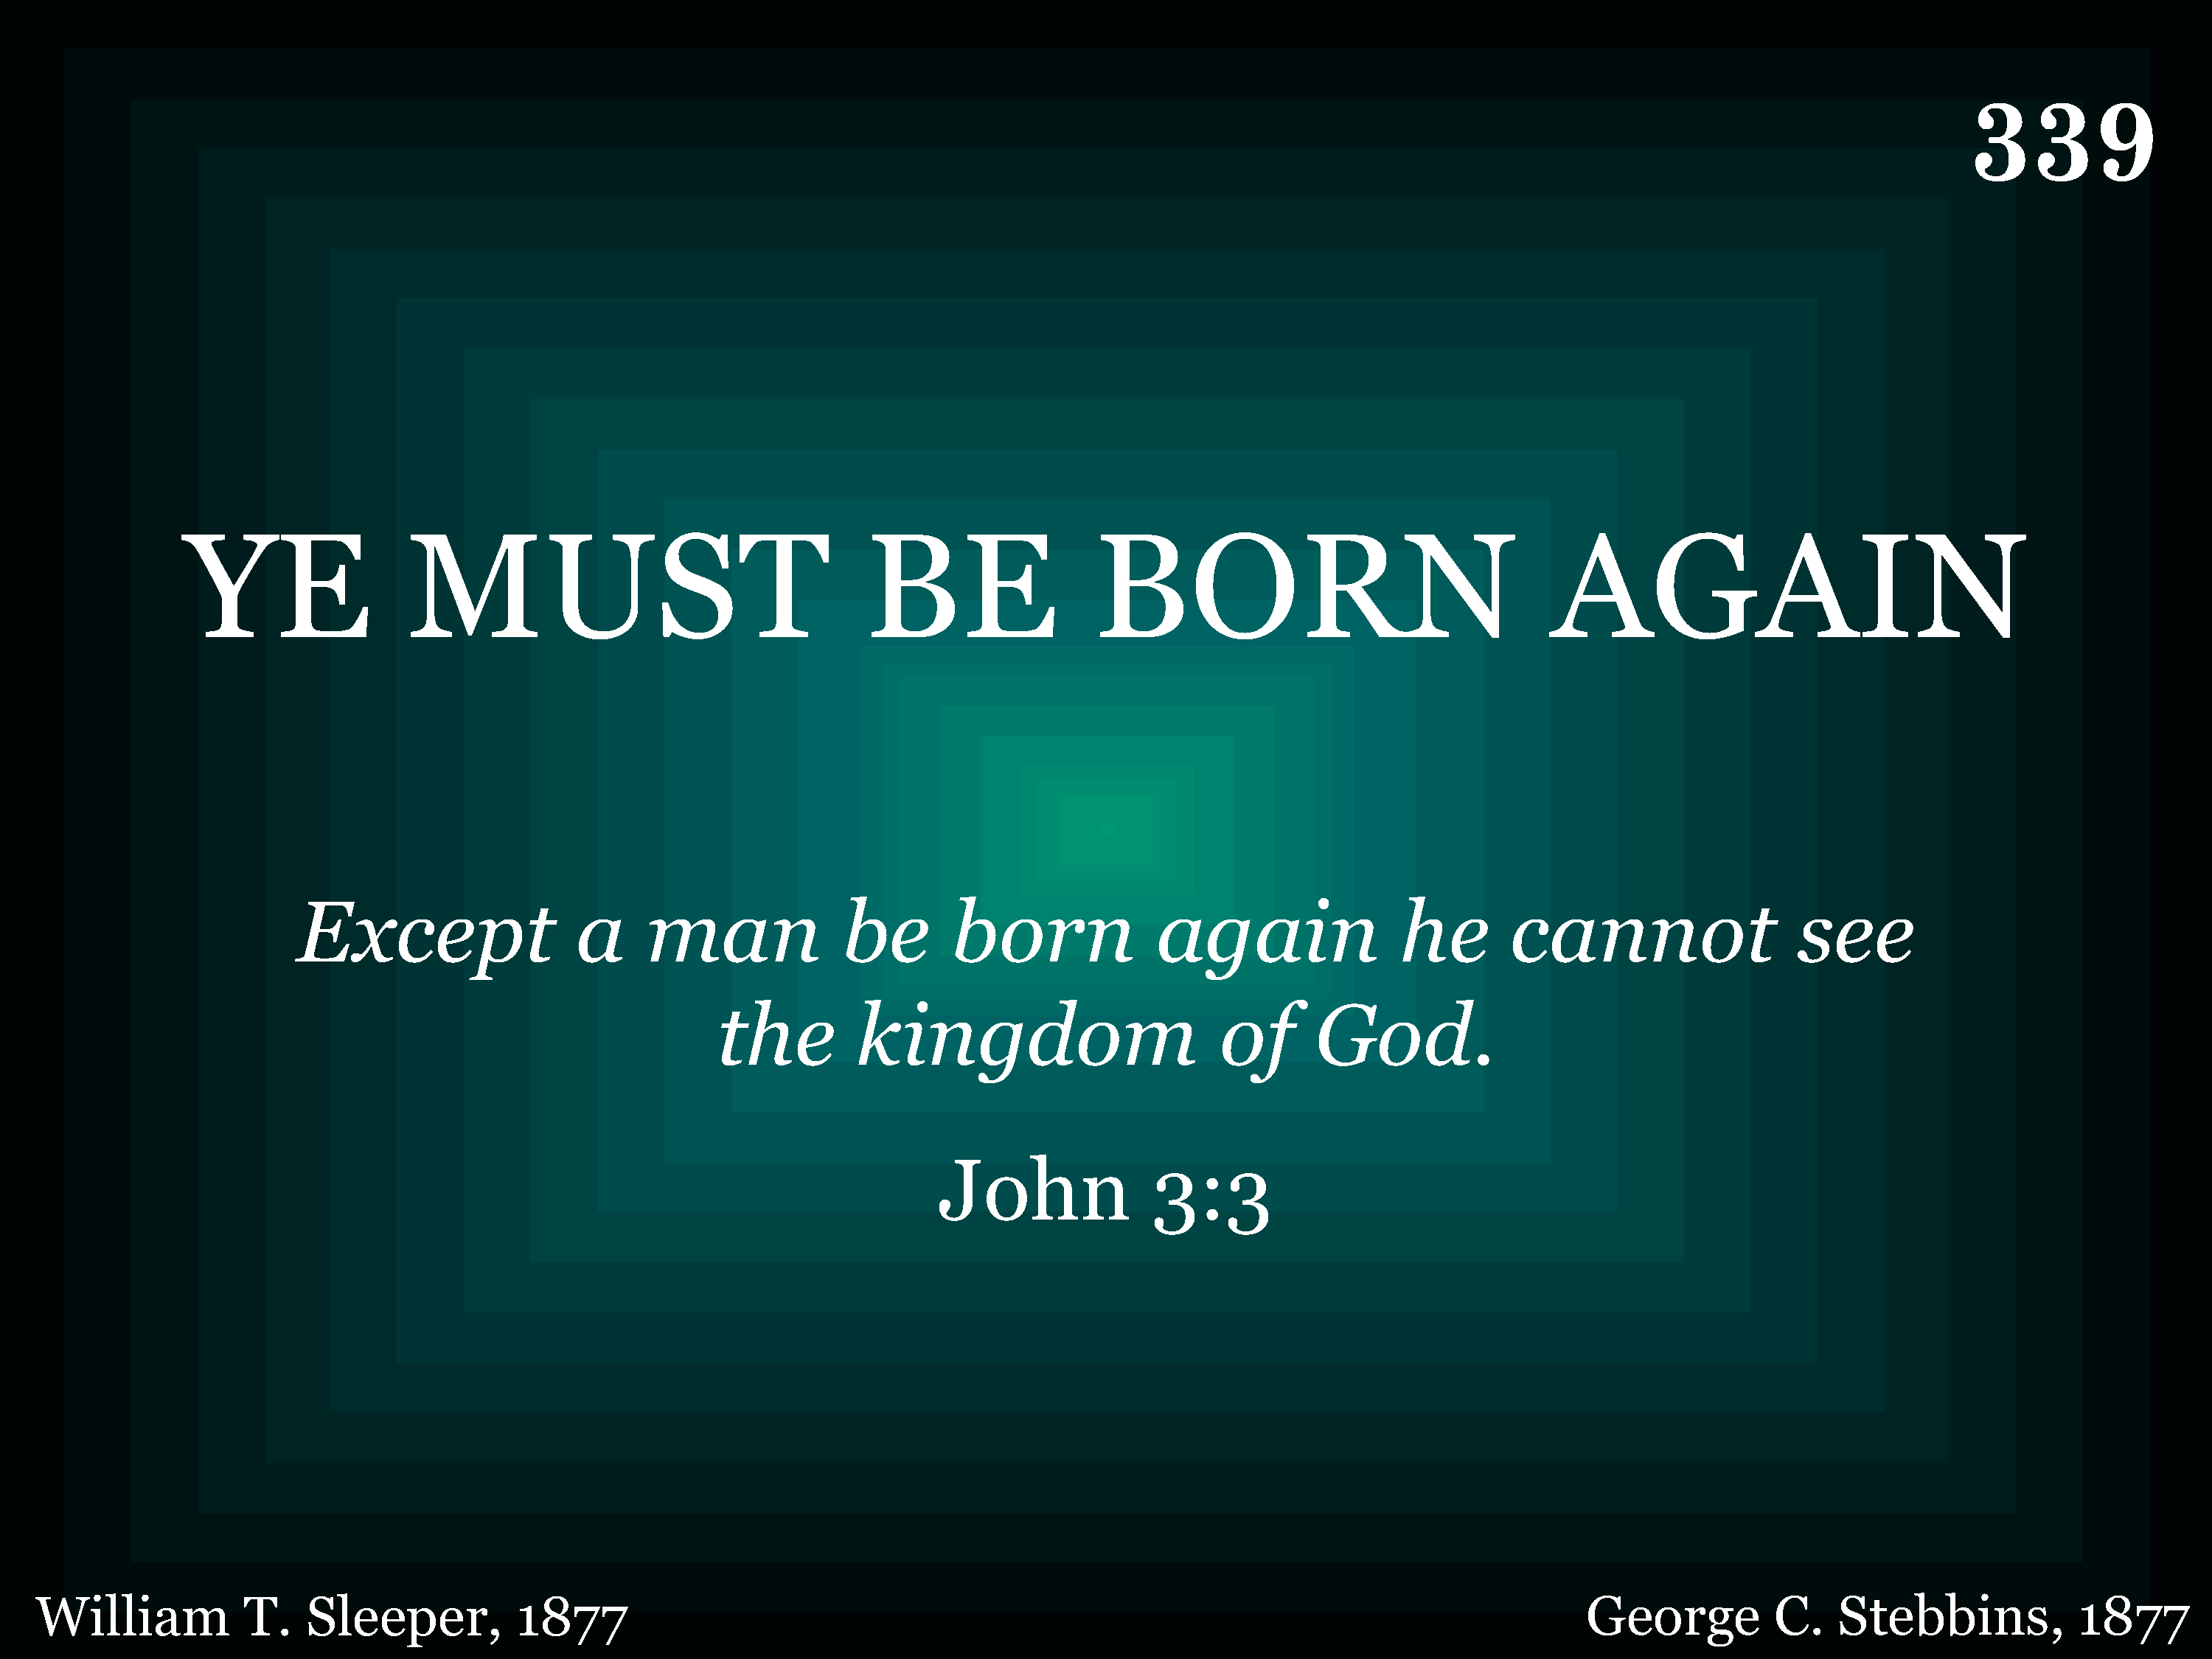 339
YE MUST BE BORN AGAIN
Except a man be born again he cannot see
the kingdom of God.
John 3:3
William T. Sleeper, 1877
George C. Stebbins, 1877